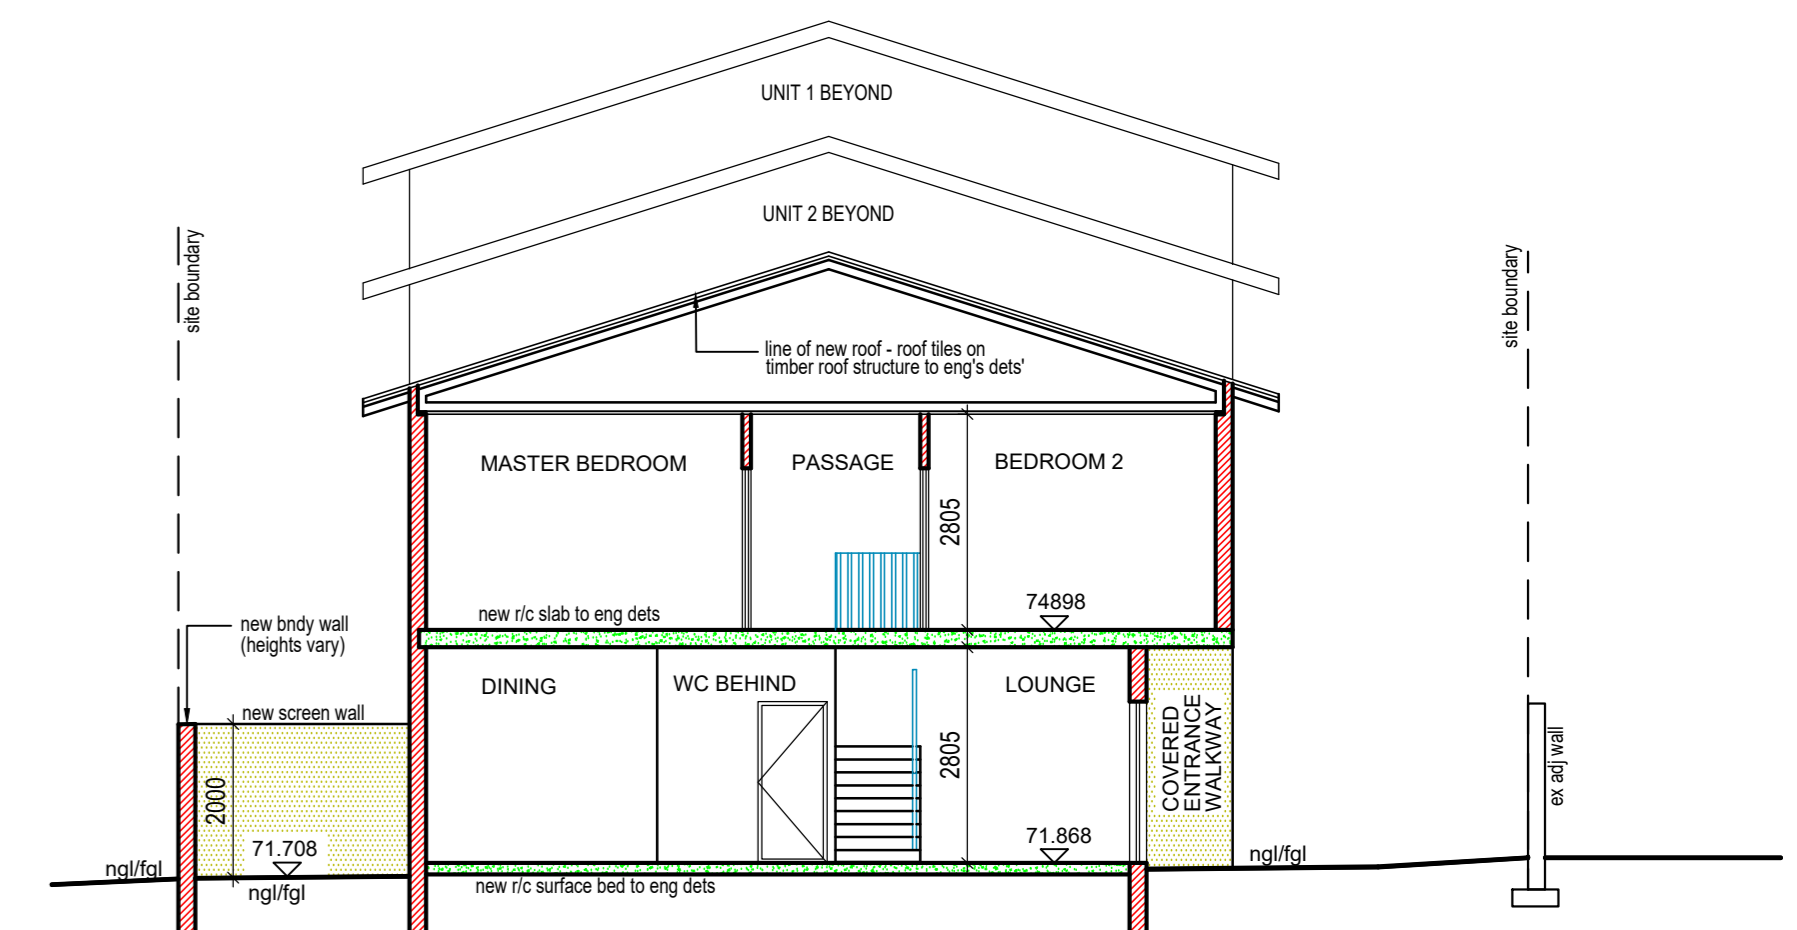 UNIT 1 BEYOND
UNIT 2 BEYOND
site boundary
site boundary
line of new roof - roof tiles on
timber roof structure to eng's dets'
MASTER BEDROOM
PASSAGE
BEDROOM 2
2805
new r/c slab to eng dets
74898
new bndy wall
(heights vary)
DINING
WC BEHIND
LOUNGE
COVERED
ENTRANCE
WALKWAY
new screen wall
2000
2805
ex adj wall
71.708
71.868
ngl/fgl
ngl/fgl
ngl/fgl
new r/c surface bed to eng dets